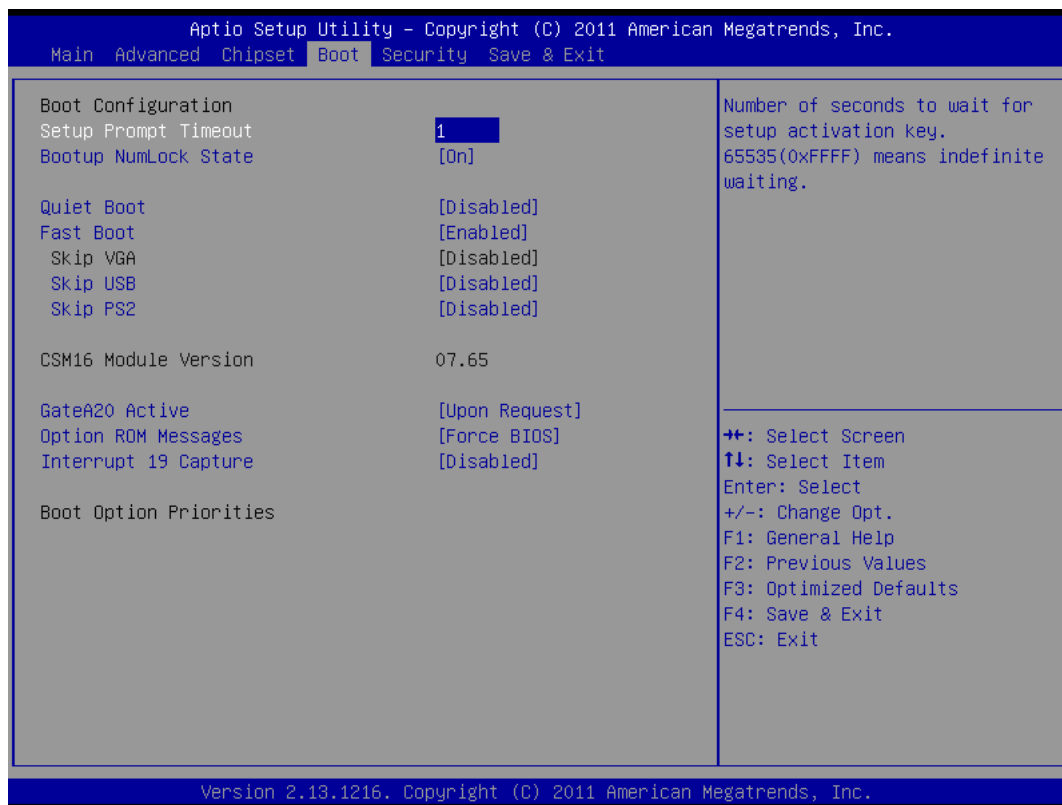 Aptio Setup Utility – Copyright (C) 2011 American Megatrends, Inc.
Main Advanced Chipset Boot Security Save & Exit
Boot Configuration
Setup Prompt Timeout 1
Bootup NumLock State [On]
Quiet Boot [Disabled]
Fast Boot [Enabled]
Skip VGA [Disabled]
Skip USB [Disabled]
Skip PS2 [Disabled]
CSM16 Module Version 07.65
GateA20 Active [Upon Request]
Option ROM Messages [Force BIOS]
Interrupt 19 Capture [Disabled]
Boot Option Priorities
Number of seconds to wait for
setup activation key.
65535(0xFFFF) means indefinite
waiting.
→←: Select Screen
↑↓: Select Item
Enter: Select
+/-: Change Opt.
F1: General Help
F2: Previous Values
F3: Optimized Defaults
F4: Save & Exit
ESC: Exit
Version 2.13.1216. Copyright (C) 2011 American Megatrends, Inc.